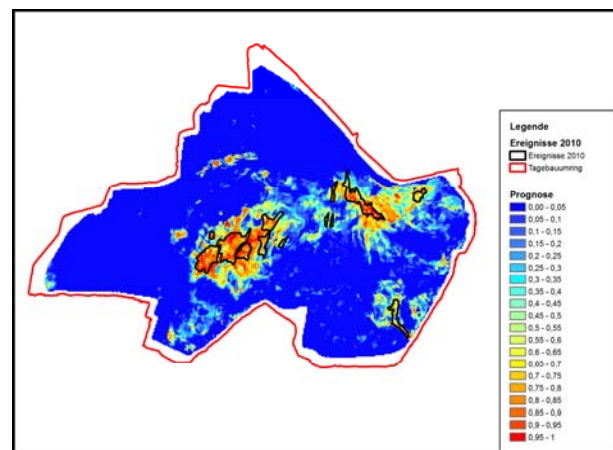 Legende
Ereignisse 2010
Ereignisse 2010
Tagebauumring
Prognose
0,00 - 0,05
0,05 - 0,1
0,1 - 0,15
0,15 - 0,2
0,2 - 0,25
0,25 - 0,3
0,3 - 0,35
0,35 - 0,4
0,4 - 0,45
0,45 - 0,5
0,5 - 0,55
0,55 - 0,6
0,6 - 0,65
0,65 - 0,7
0,7 - 0,75
0,75 - 0,8
0,8 - 0,85
0,85 - 0,9
0,9 - 0,95
0,95 - 1